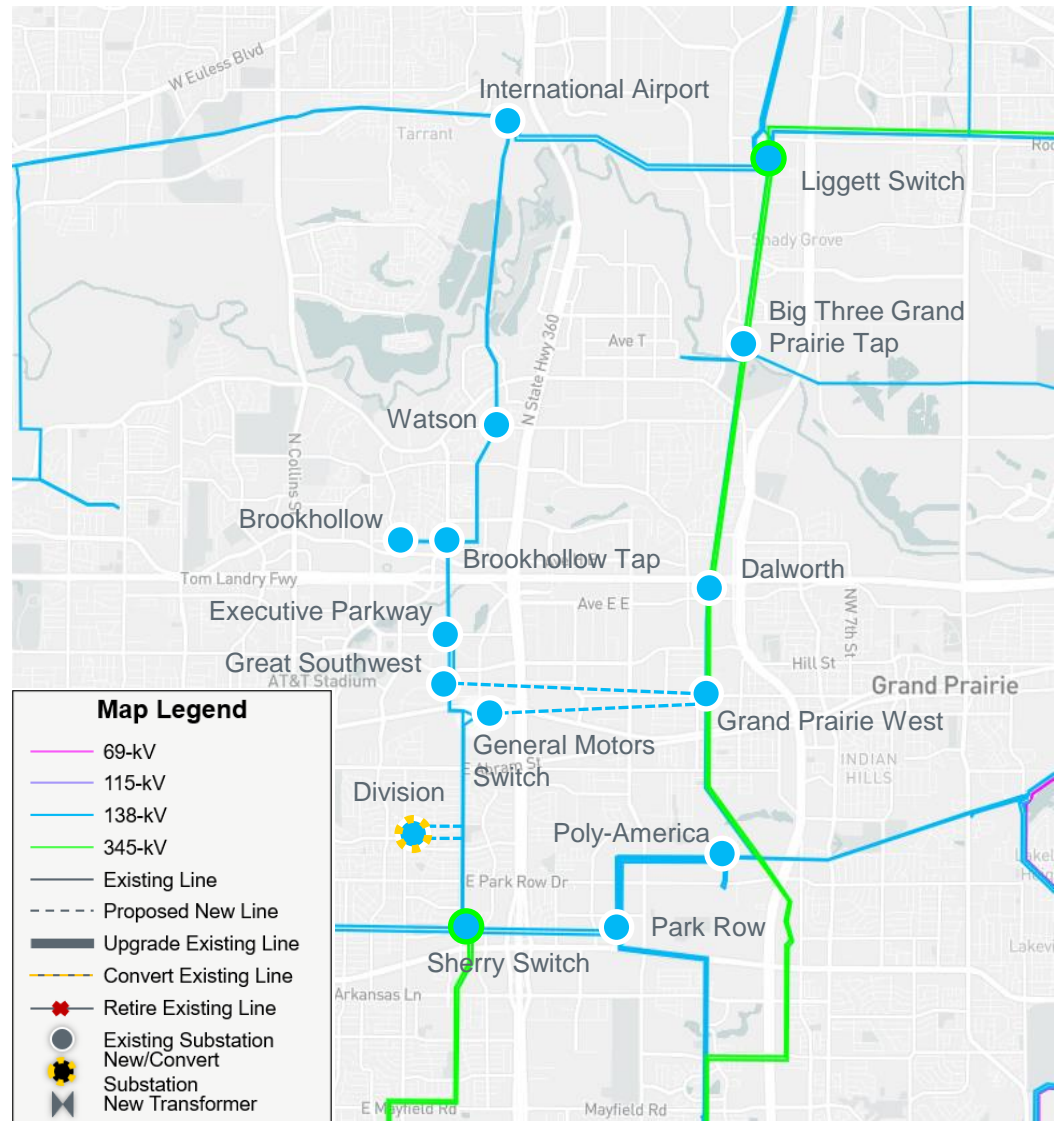 W Euless Blvd
International Airport
Tarrant
Liggett Switch
Shady Grove
Big Three Grand
Prairie Tap
Ave T
N State Hwy 360
Watson
N Collins St
Brookhollow
Brookhollow Tap
Tom Landry Fwy
Dalworth
Ave E E
NW 7th St
Executive Parkway
Hill St
Great Southwest
AT&T Stadium
Grand Prairie
Grand Prairie West
General Motors
Switch
E Abram St
INDIAN
HILLS
Division
Poly-America
E Park Row Dr
Park Row
Sherry Switch
Arkansas Ln
E Mayfield Rd
Mayfield Rd
Map Legend
69-kV
115-kV
138-kV
345-kV
Existing Line
Proposed New Line
Upgrade Existing Line
Convert Existing Line
Retire Existing Line
Existing Substation
New/Convert
Substation
New Transformer